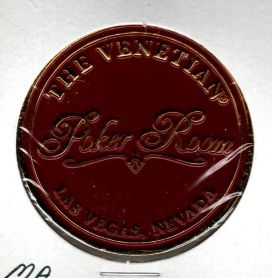 THE VENETIAN®
Poker Room
LAS VEGAS, NEVADA